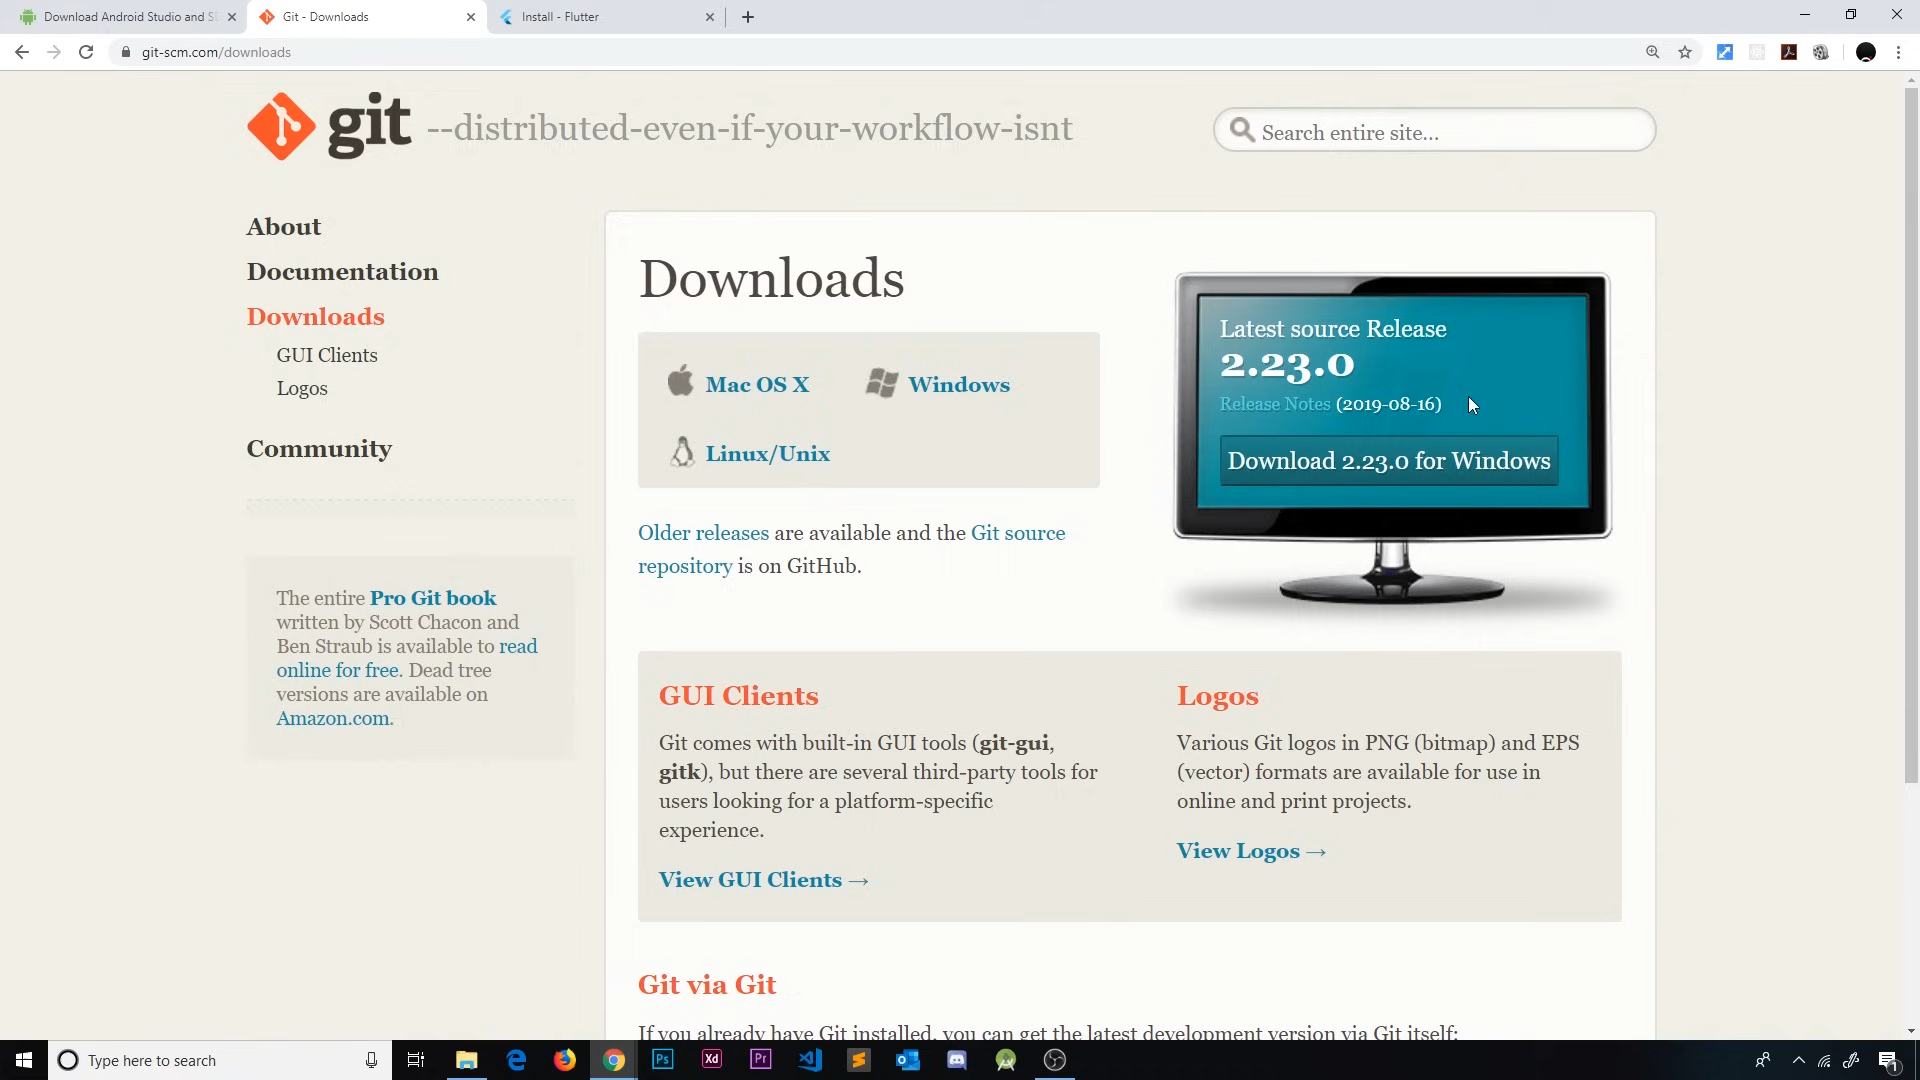 Download Android Studio and S
Git - Downloads
Install - Flutter
git-scm.com/downloads
git --distributed-even-if-your-workflow-isnt
Search entire site...
About
Documentation
Downloads
GUI Clients
Logos
Community
The entire Pro Git book
written by Scott Chacon and
Ben Straub is available to read
online for free. Dead tree
versions are available on
Amazon.com.
Downloads
Mac OS X
Windows
Linux/Unix
Older releases are available and the Git source
repository is on GitHub.
Latest source Release
2.23.0
Release Notes (2019-08-16)
Download 2.23.0 for Windows
GUI Clients
Git comes with built-in GUI tools (git-gui,
gitk), but there are several third-party tools for
users looking for a platform-specific
experience.
View GUI Clients →
Logos
Various Git logos in PNG (bitmap) and EPS
(vector) formats are available for use in
online and print projects.
View Logos →
Git via Git
If you already have Git installed, you can get the latest development version via Git itself:
Type here to search
Ps
Xd
Pr
1